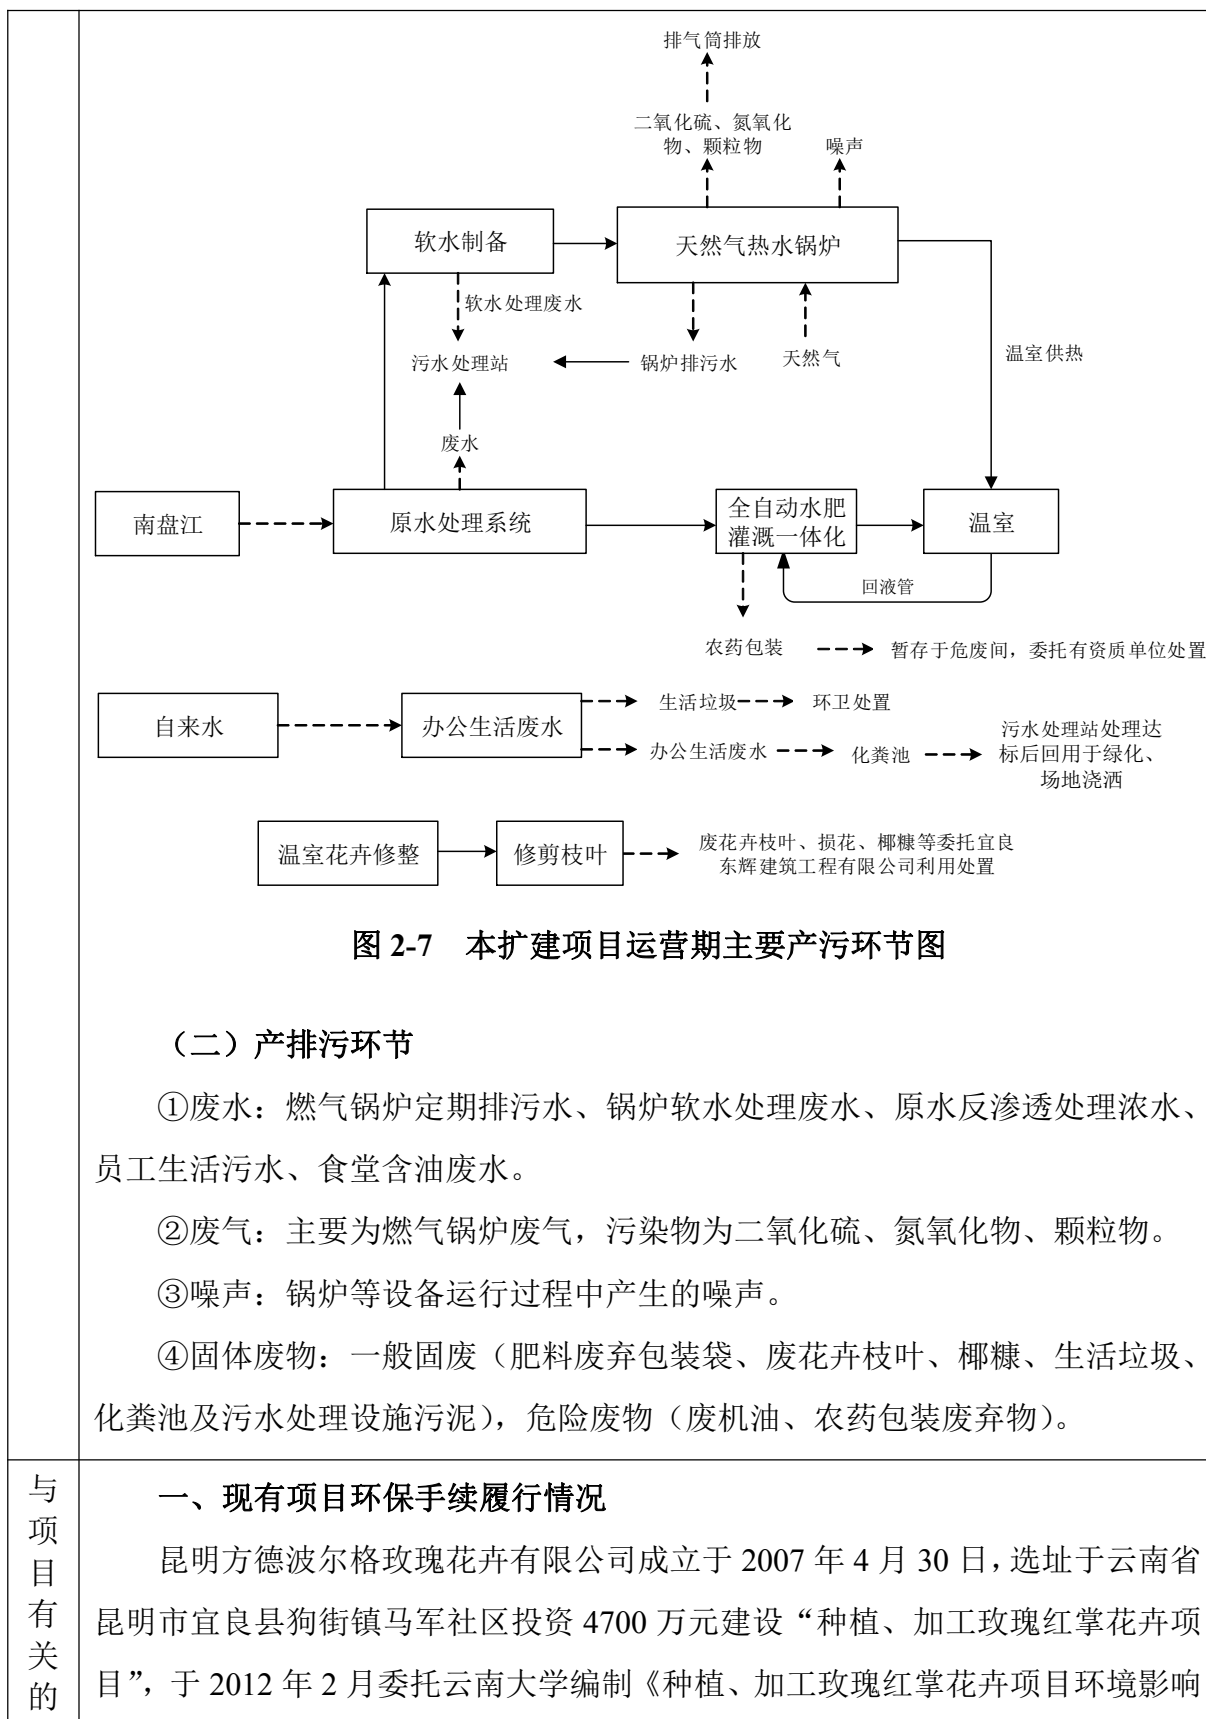 排气筒排放
二氧化硫、氮氧化
物、颗粒物
噪声
软水制备
天然气热水锅炉
软水处理废水
污水处理站
锅炉排污水
天然气
温室供热
废水
南盘江
原水处理系统
全自动水肥
灌溉一体化
温室
回液管
农药包装
暂存于危废间，委托有资质单位处置
自来水
办公生活废水
生活垃圾
环卫处置
办公生活废水
化粪池
污水处理站处理达
标后回用于绿化、
场地浇洒
温室花卉修整
修剪枝叶
废花卉枝叶、损花、椰糠等委托宜良
东辉建筑工程有限公司利用处置
图 2-7 本扩建项目运营期主要产污环节图
（二）产排污环节
①废水：燃气锅炉定期排污水、锅炉软水处理废水、原水反渗透处理浓水、
员工生活污水、食堂含油废水。
②废气：主要为燃气锅炉废气，污染物为二氧化硫、氮氧化物、颗粒物。
③噪声：锅炉等设备运行过程中产生的噪声。
④固体废物：一般固废（肥料废弃包装袋、废花卉枝叶、椰糠、生活垃圾、
化粪池及污水处理设施污泥），危险废物（废机油、农药包装废弃物）。
与
项
目
有
关
的
一、现有项目环保手续履行情况
昆明方德波尔格玫瑰花卉有限公司成立于 2007 年 4 月 30 日，选址于云南省
昆明市宜良县狗街镇马军社区投资 4700 万元建设“种植、加工玫瑰红掌花卉项
目”，于 2012 年 2 月委托云南大学编制《种植、加工玫瑰红掌花卉项目环境影响